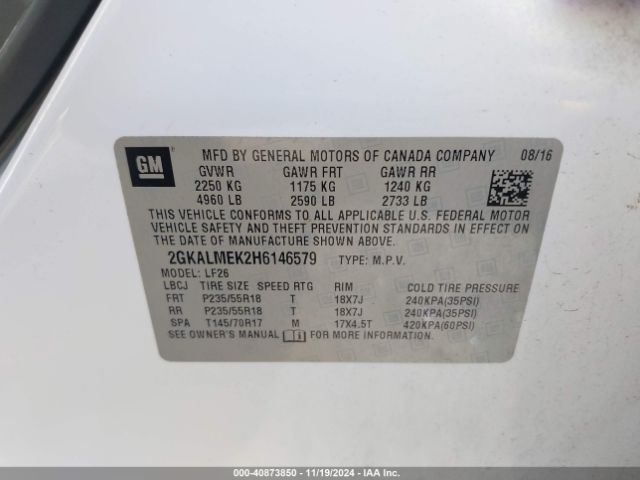 GM
MFD BY GENERAL MOTORS OF CANADA COMPANY 08/16
GVWR GAWR FRT GAWR RR
2250 KG 1175 KG 1240 KG
4960 LB 2590 LB 2733 LB
THIS VEHICLE CONFORMS TO ALL APPLICABLE U.S. FEDERAL MOTOR
VEHICLE SAFETY AND THEFT PREVENTION STANDARDS IN EFFECT ON THE
DATE OF MANUFACTURE SHOWN ABOVE.
2GKALMEK2H6146579 TYPE: M.P.V.
MODEL: LF26
LBCJ TIRE SIZE SPEED RTG RIM COLD TIRE PRESSURE
FRT P235/55R18 T 18X7J 240KPA(35PSI)
RR P235/55R18 T 18X7J 240KPA(35PSI)
SPA T145/70R17 M 17X4.5T 420KPA(60PSI)
SEE OWNER'S MANUAL FOR MORE INFORMATION.
000-40873850 • 11/19/2024 • IAA Inc.